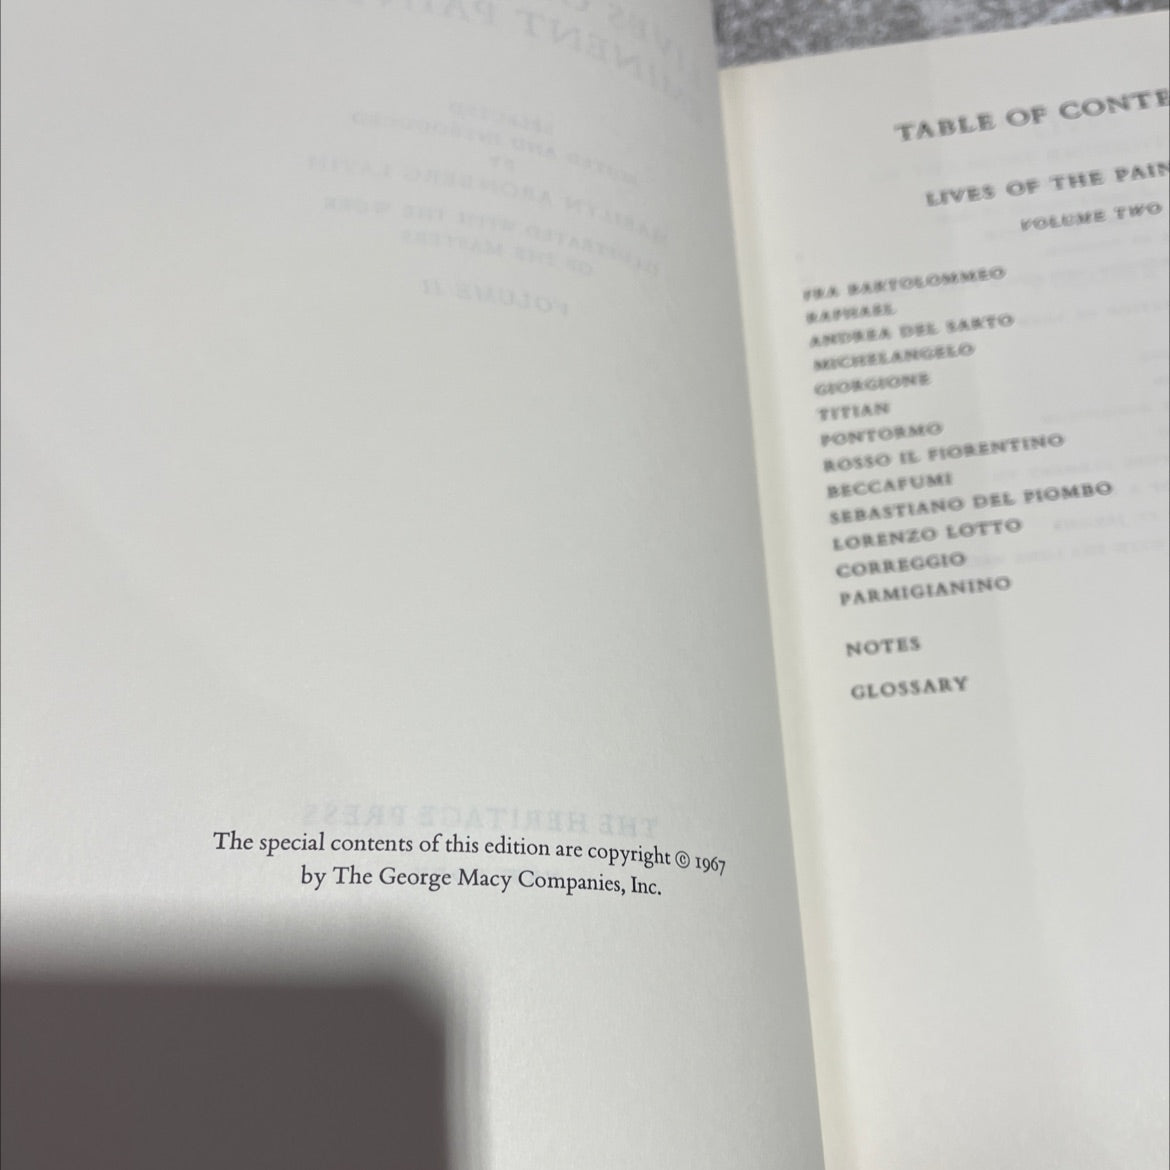 The special contents of this edition are copyright © 1967
by The George Macy Companies, Inc.
TABLE OF CONTE
LIVES OF THE PAIN
VOLUME TWO
FRA BARTOLOMMEO
RAPHAEL
ANDREA DEL SARTO
MICHELANGELO
GIORGIONE
TITIAN
PONTORMO
ROSSO IL FIORENTINO
BECCAFUMI
SEBASTIANO DEL PIOMBO
LORENZO LOTTO
CORREGGIO
PARMIGIANINO
NOTES
GLOSSARY